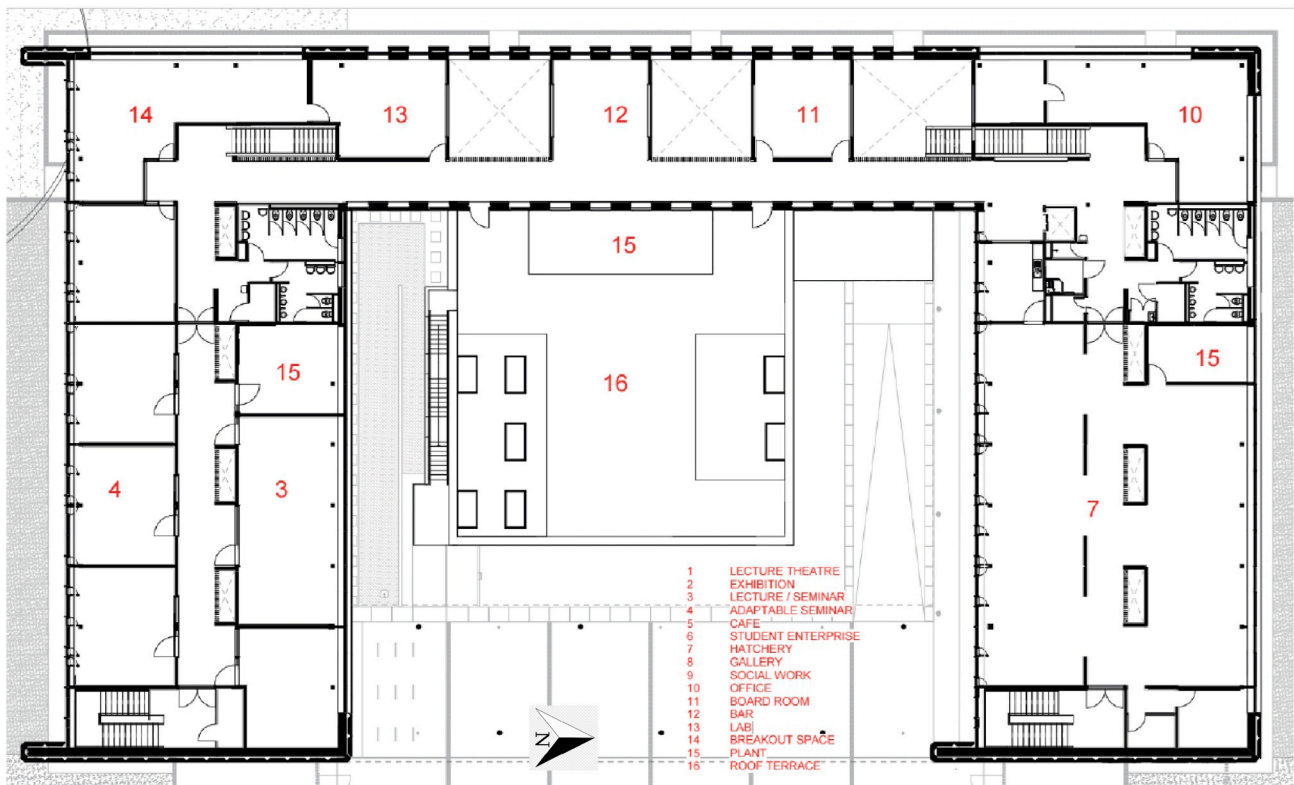 14
13
12
11
10
15
16
15
15
4
3
7
1 LECTURE THEATRE
2 EXHIBITION
3 LECTURE / SEMINAR
4 ADAPTABLE SEMINAR
5 CAFE
6 STUDENT ENTERPRISE
7 HATCHERY
8 GALLERY
9 SOCIAL WORK
10 OFFICE
11 BOARD ROOM
12 BAR
13 LAB
14 BREAKOUT SPACE
15 PLANT
16 ROOF TERRACE
N